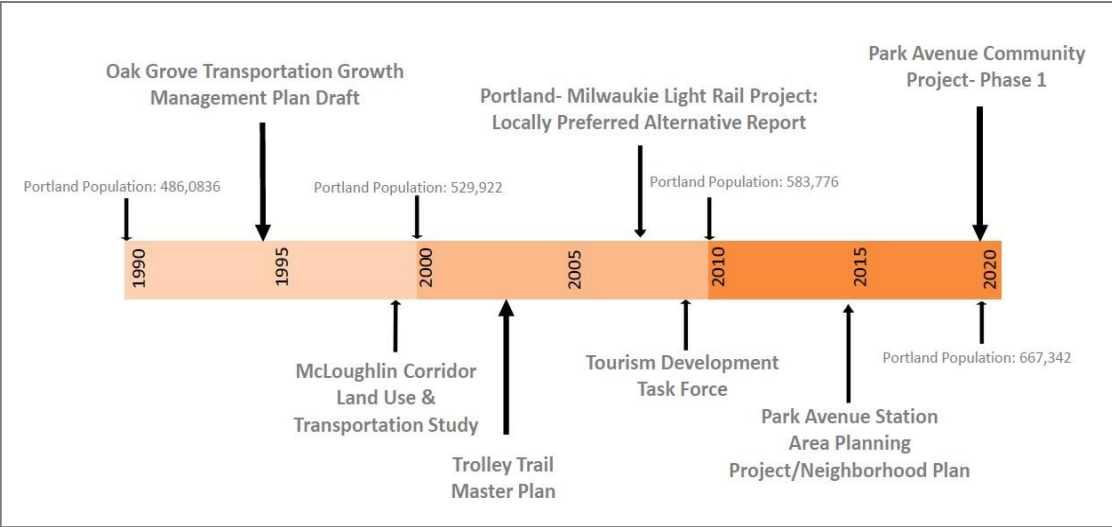 Oak Grove Transportation Growth
Management Plan Draft
Portland- Milwaukie Light Rail Project:
Locally Preferred Alternative Report
Park Avenue Community
Project- Phase 1
Portland Population: 486,0836
Portland Population: 529,922
Portland Population: 583,776
1990
1995
2000
2005
2010
2015
2020
McLoughlin Corridor
Land Use &
Transportation Study
Trolley Trail
Master Plan
Tourism Development
Task Force
Park Avenue Station
Area Planning
Project/Neighborhood Plan
Portland Population: 667,342